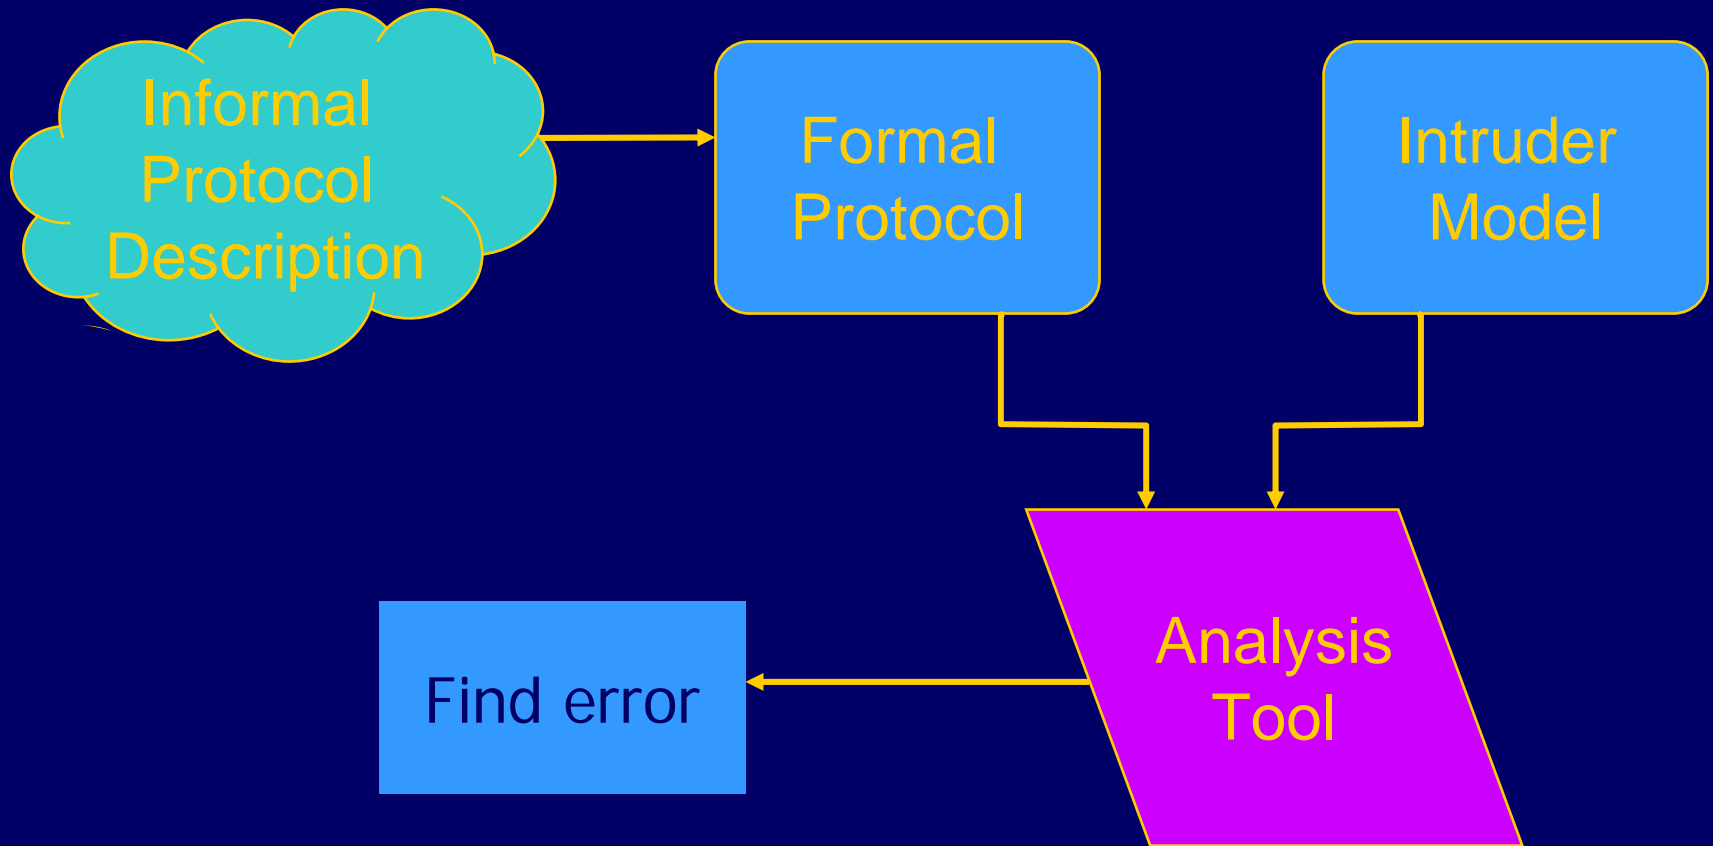 Informal
Protocol
Description
Formal
Protocol
Intruder
Model
Analysis
Tool
Find error